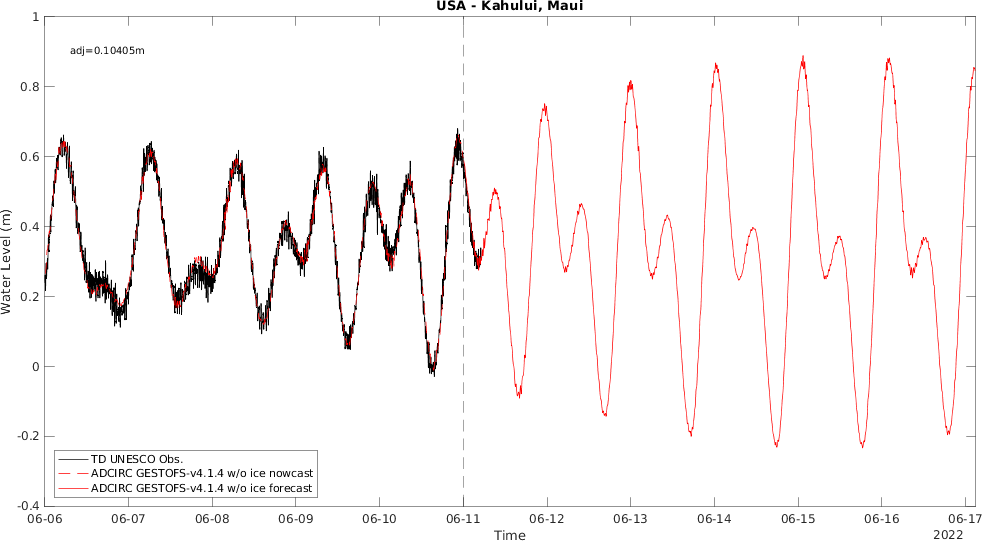 USA - Kahului, Maui
adj=0.10405m
Water Level (m)
1
0.8
0.6
0.4
0.2
0
-0.2
-0.4
TD UNESCO Obs.
ADCIRC GESTOFS-v4.1.4 w/o ice nowcast
ADCIRC GESTOFS-v4.1.4 w/o ice forecast
06-06 06-07 06-08 06-09 06-10 06-11 06-12 06-13 06-14 06-15 06-16 06-17
Time
2022